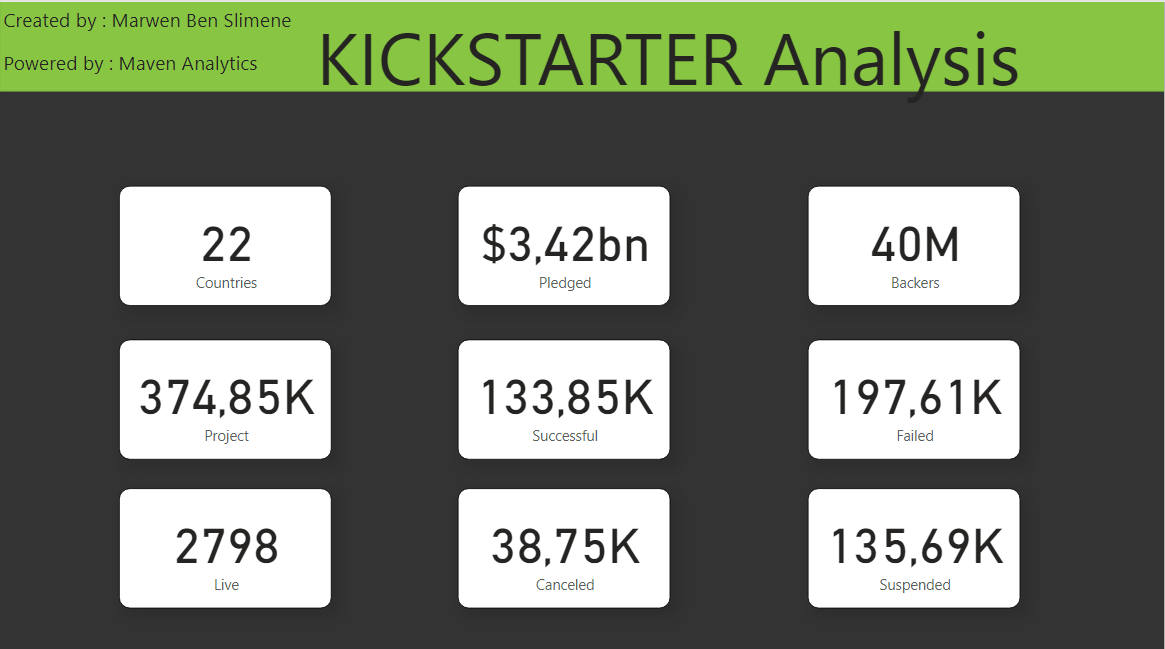 Created by : Marwen Ben Slimene
Powered by : Maven Analytics
KICKSTARTER Analysis
22
Countries
$3,42bn
Pledged
40M
Backers
374,85K
Project
133,85K
Successful
197,61K
Failed
2798
Live
38,75K
Canceled
135,69K
Suspended